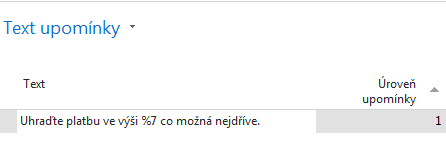 Text upomínky
Text
Úroveň
upomínky
Uhraďte platbu ve výši %7 co možná nejdříve.
1